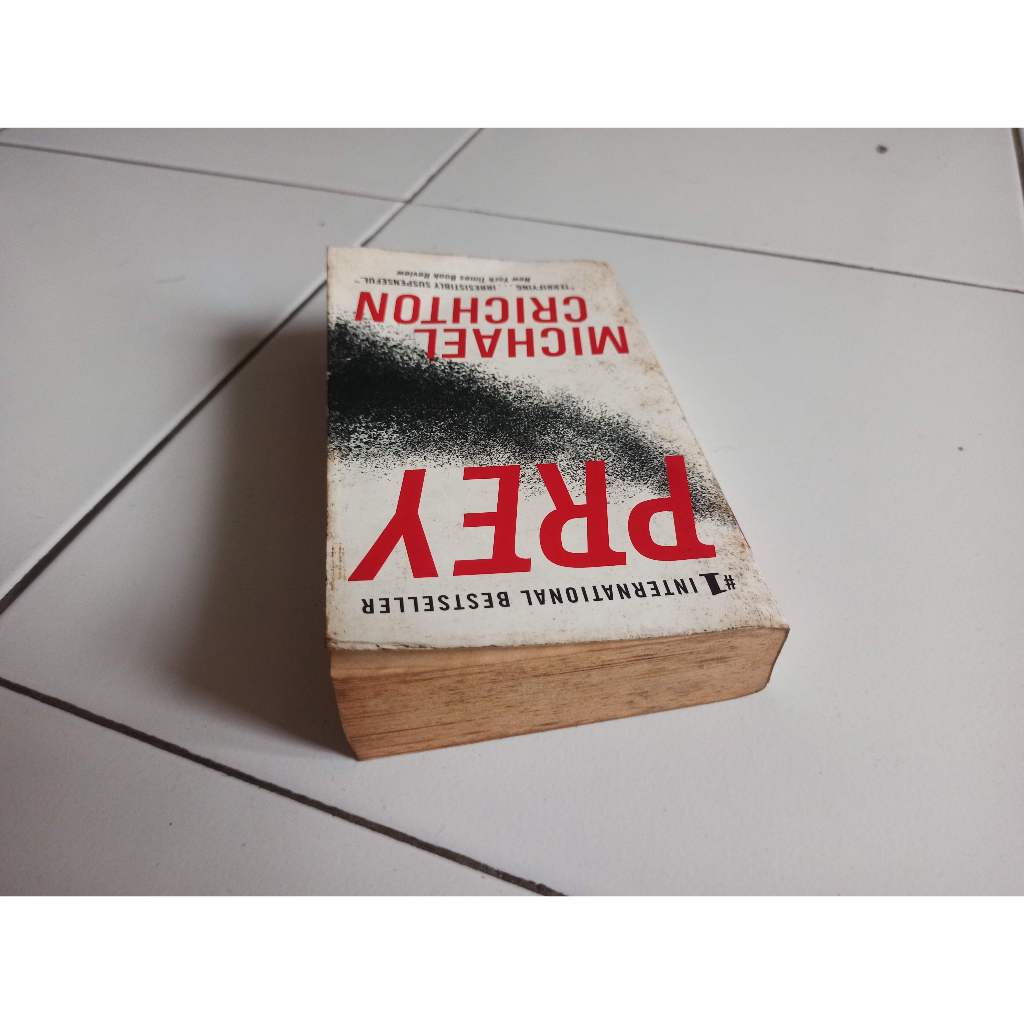 "TERRIFYING... IRRESISTIBLY SUSPENSEFUL."
New York Times Book Review
MICHAEL
CRICHTON
PREY
#1 INTERNATIONAL BESTSELLER